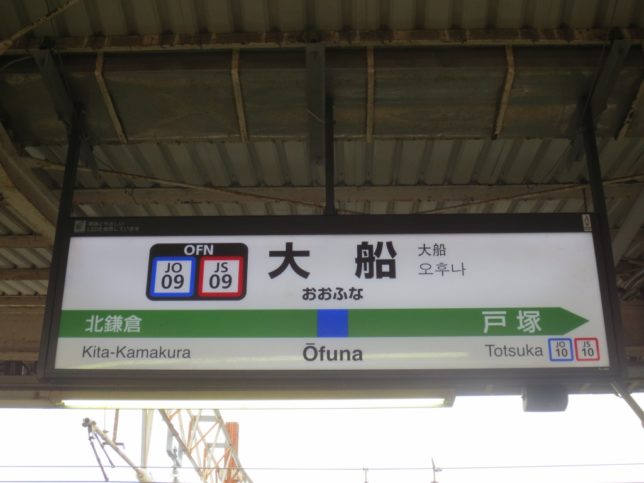 OFN
JO
09
JS
09
大船
おおふな
大船
오후나
北鎌倉
戸塚
Kita-Kamakura
Ōfuna
Totsuka
JO
10
JS
10